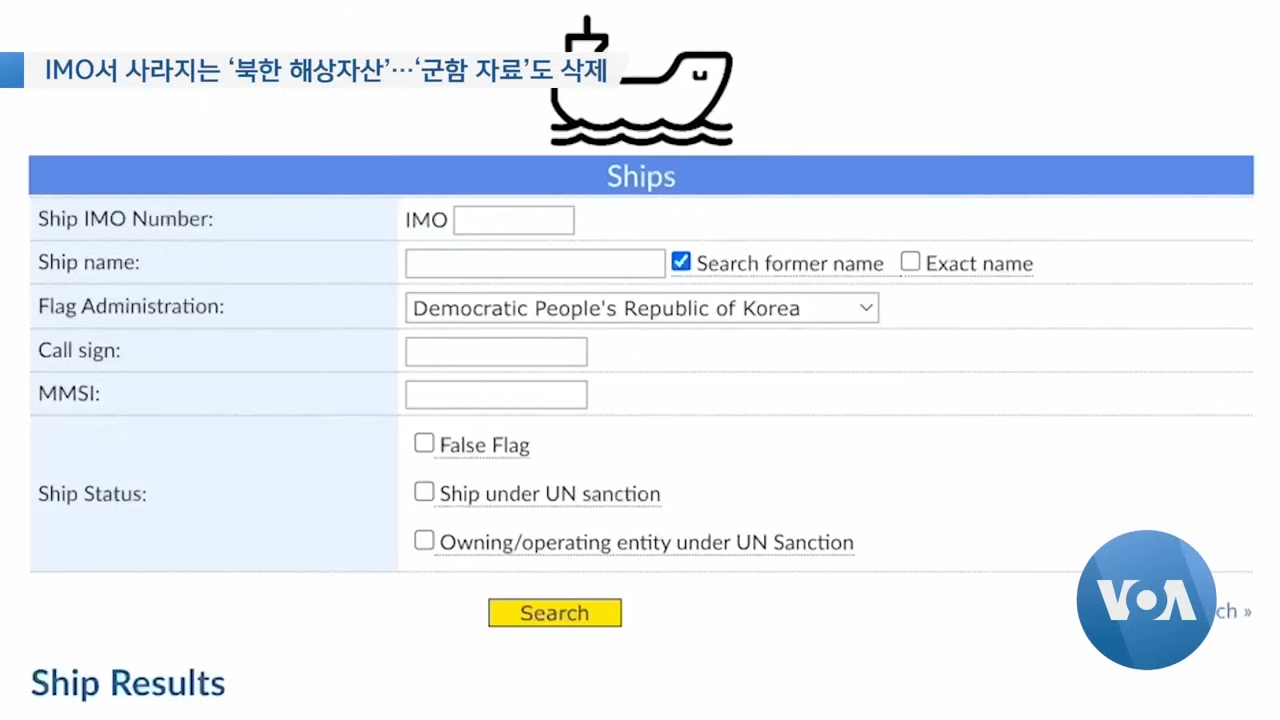 IMO서 사라지는 ‘북한 해상자산’…‘군함 자료’도 삭제
Ships
Ship IMO Number: IMO
Ship name: Search former name Exact name
Flag Administration: Democratic People's Republic of Korea
Call sign:
MMSI:
False Flag
Ship Status: Ship under UN sanction
Owning/operating entity under UN Sanction
Search
VOA
ch »
Ship Results